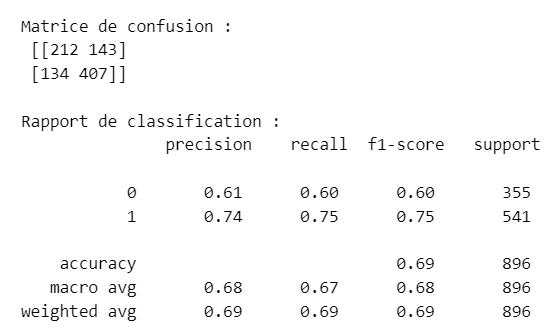 Matrice de confusion :
[[212 143]
[134 407]]
Rapport de classification :
precision recall f1-score support
0 0.61 0.60 0.60 355
1 0.74 0.75 0.75 541
accuracy 0.69 896
macro avg 0.68 0.67 0.68 896
weighted avg 0.69 0.69 0.69 896